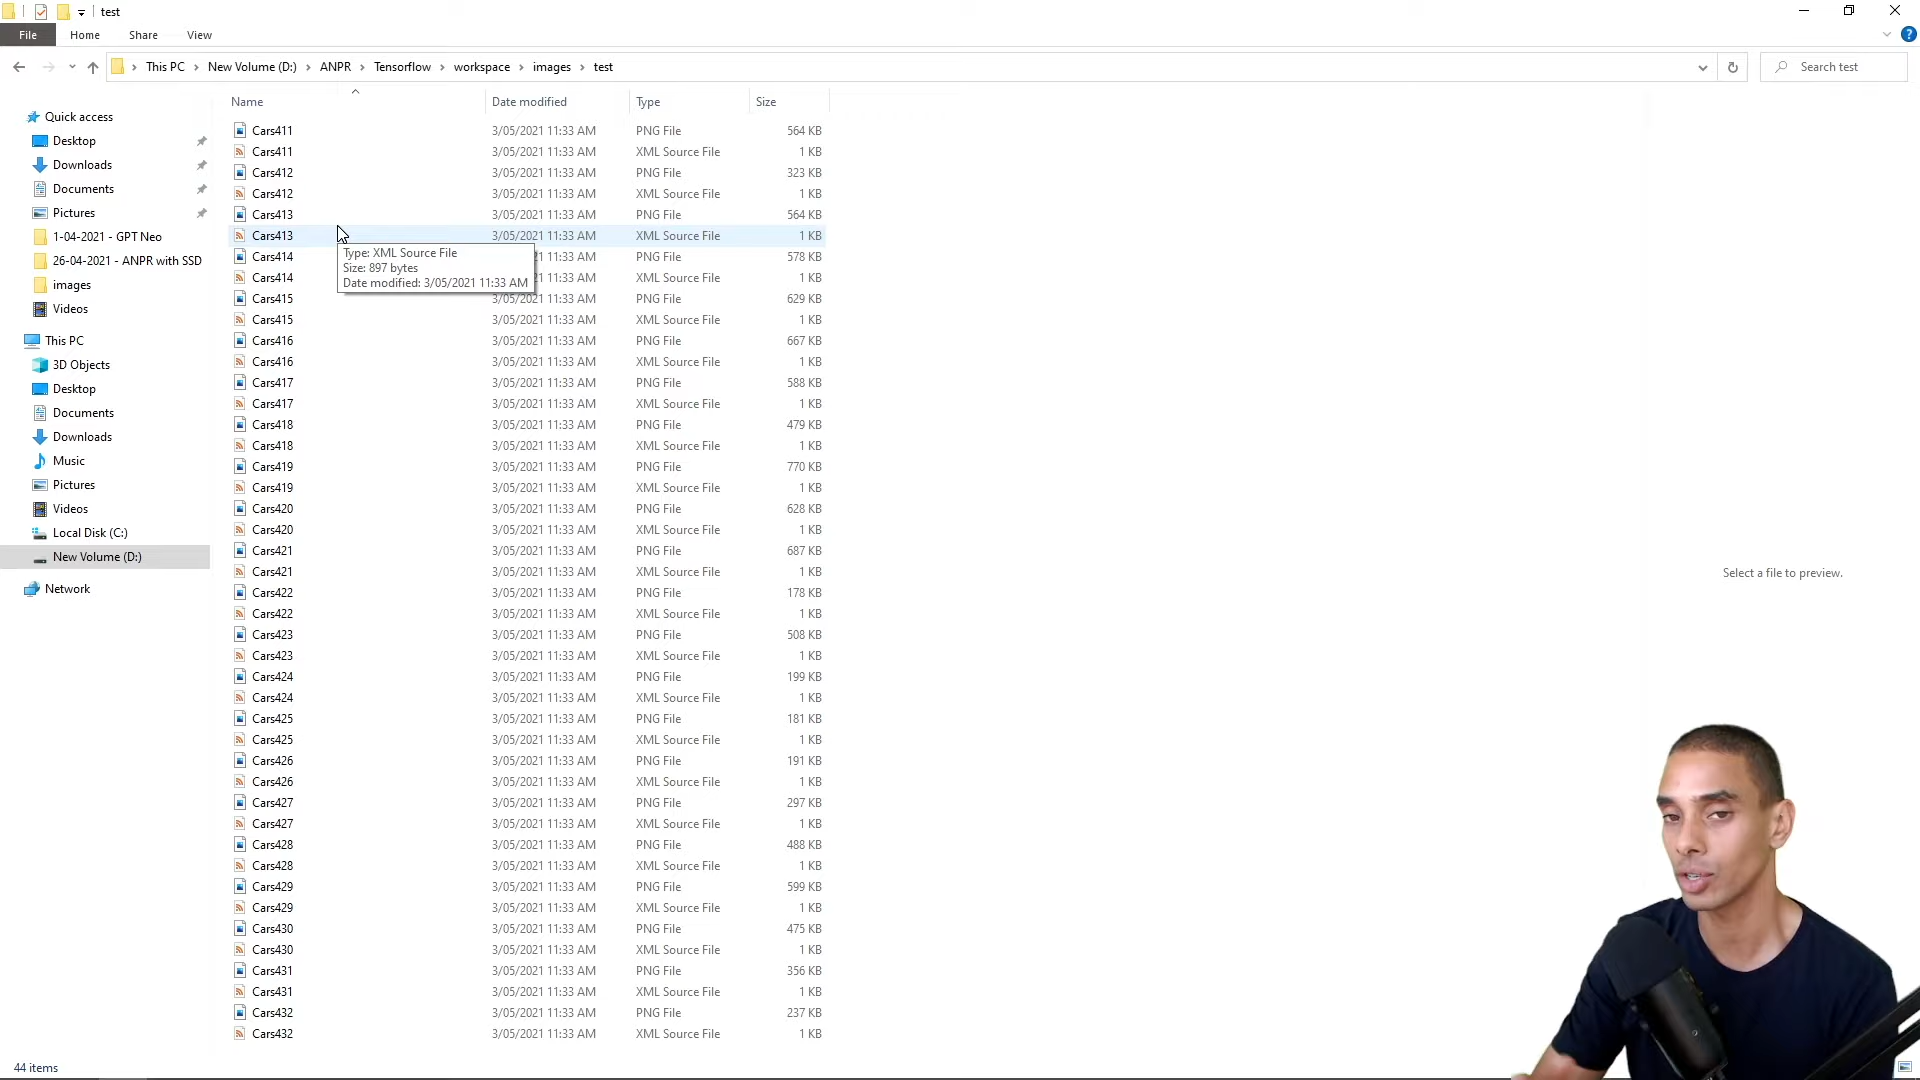 test
File Home Share View
This PC New Volume (D:) ANPR Tensorflow workspace images test
Search test
Name Date modified Type Size
Quick access
Desktop
Downloads
Documents
Pictures
1-04-2021 - GPT Neo
26-04-2021 - ANPR with SSD
images
Videos
This PC
3D Objects
Desktop
Documents
Downloads
Music
Pictures
Videos
Local Disk (C:)
New Volume (D:)
Network
Cars411 3/05/2021 11:33 AM PNG File 564 KB
Cars411 3/05/2021 11:33 AM XML Source File 1 KB
Cars412 3/05/2021 11:33 AM PNG File 323 KB
Cars412 3/05/2021 11:33 AM XML Source File 1 KB
Cars413 3/05/2021 11:33 AM PNG File 564 KB
Cars413 3/05/2021 11:33 AM XML Source File 1 KB
Type: XML Source File
Size: 897 bytes
Date modified: 3/05/2021 11:33 AM
Cars414 21 11:33 AM PNG File 578 KB
Cars414 21 11:33 AM XML Source File 1 KB
Cars415 3/05/2021 11:33 AM PNG File 629 KB
Cars415 3/05/2021 11:33 AM XML Source File 1 KB
Cars416 3/05/2021 11:33 AM PNG File 667 KB
Cars416 3/05/2021 11:33 AM XML Source File 1 KB
Cars417 3/05/2021 11:33 AM PNG File 588 KB
Cars417 3/05/2021 11:33 AM XML Source File 1 KB
Cars418 3/05/2021 11:33 AM PNG File 479 KB
Cars418 3/05/2021 11:33 AM XML Source File 1 KB
Cars419 3/05/2021 11:33 AM PNG File 770 KB
Cars419 3/05/2021 11:33 AM XML Source File 1 KB
Cars420 3/05/2021 11:33 AM PNG File 628 KB
Cars420 3/05/2021 11:33 AM XML Source File 1 KB
Cars421 3/05/2021 11:33 AM PNG File 687 KB
Cars421 3/05/2021 11:33 AM XML Source File 1 KB
Cars422 3/05/2021 11:33 AM PNG File 178 KB
Cars422 3/05/2021 11:33 AM XML Source File 1 KB
Cars423 3/05/2021 11:33 AM PNG File 508 KB
Cars423 3/05/2021 11:33 AM XML Source File 1 KB
Cars424 3/05/2021 11:33 AM PNG File 199 KB
Cars424 3/05/2021 11:33 AM XML Source File 1 KB
Cars425 3/05/2021 11:33 AM PNG File 181 KB
Cars425 3/05/2021 11:33 AM XML Source File 1 KB
Cars426 3/05/2021 11:33 AM PNG File 191 KB
Cars426 3/05/2021 11:33 AM XML Source File 1 KB
Cars427 3/05/2021 11:33 AM PNG File 297 KB
Cars427 3/05/2021 11:33 AM XML Source File 1 KB
Cars428 3/05/2021 11:33 AM PNG File 488 KB
Cars428 3/05/2021 11:33 AM XML Source File 1 KB
Cars429 3/05/2021 11:33 AM PNG File 599 KB
Cars429 3/05/2021 11:33 AM XML Source File 1 KB
Cars430 3/05/2021 11:33 AM PNG File 475 KB
Cars430 3/05/2021 11:33 AM XML Source File 1 KB
Cars431 3/05/2021 11:33 AM PNG File 356 KB
Cars431 3/05/2021 11:33 AM XML Source File 1 KB
Cars432 3/05/2021 11:33 AM PNG File 237 KB
Cars432 3/05/2021 11:33 AM XML Source File 1 KB
Select a file to preview.
44 items